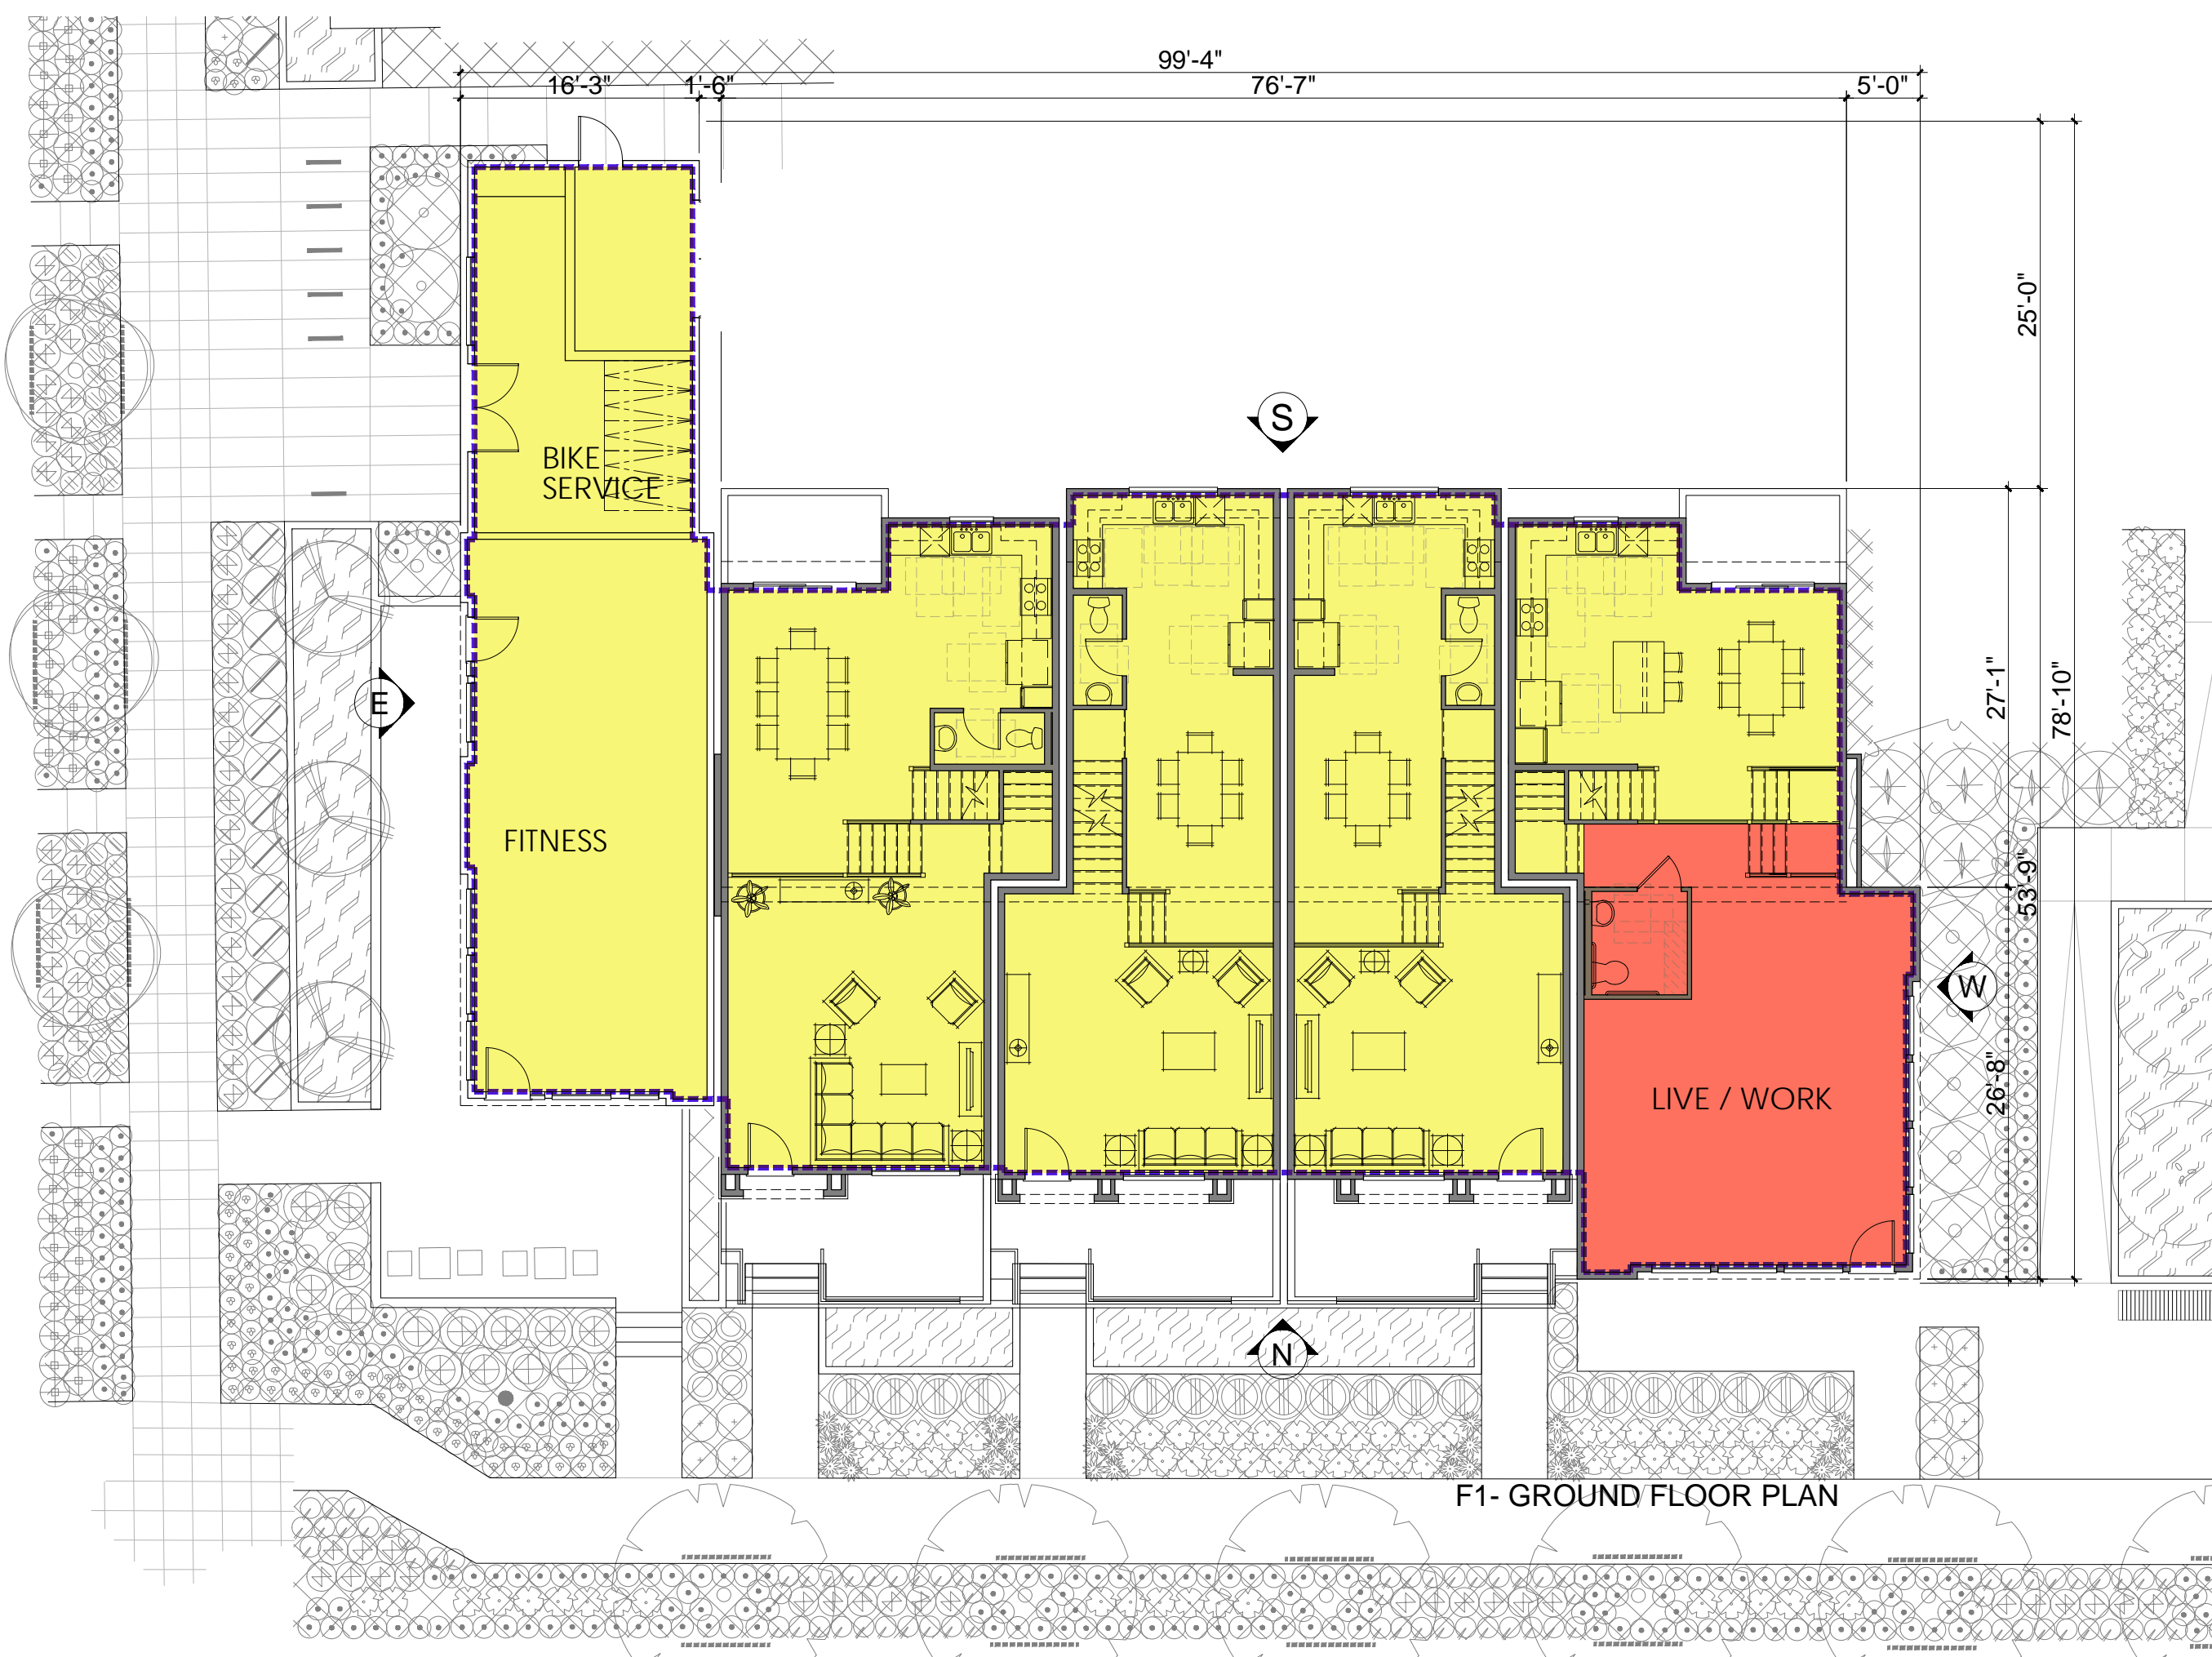 99'-4"
16'-3"
1'-6"
76'-7"
5'-0"
25'-0"
S
BIKE
SERVICE
27'-1"
78'-10"
E
FITNESS
53'-9"
W
26'-8"
LIVE / WORK
N
F1- GROUND FLOOR PLAN